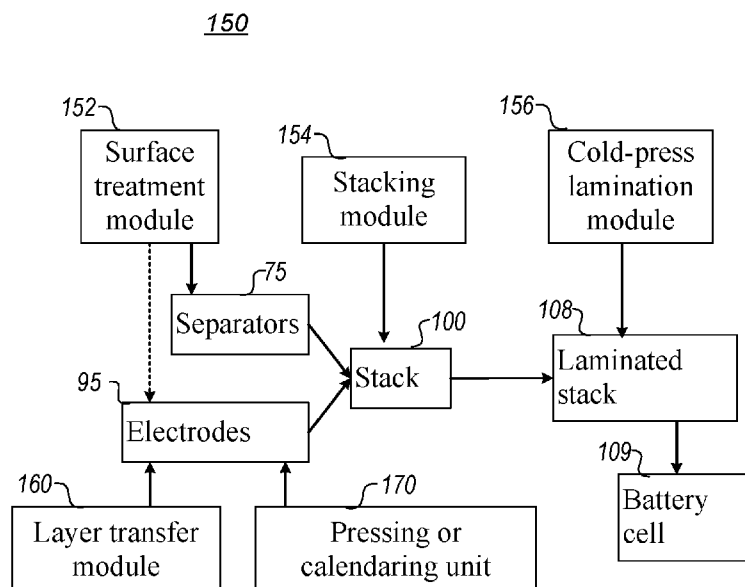 150
152
Surface
treatment
module
154
Stacking
module
156
Cold-press
lamination
module
75
Separators
100
Stack
108
Laminated
stack
95
Electrodes
109
Battery
cell
160
Layer transfer
module
170
Pressing or
calendaring unit